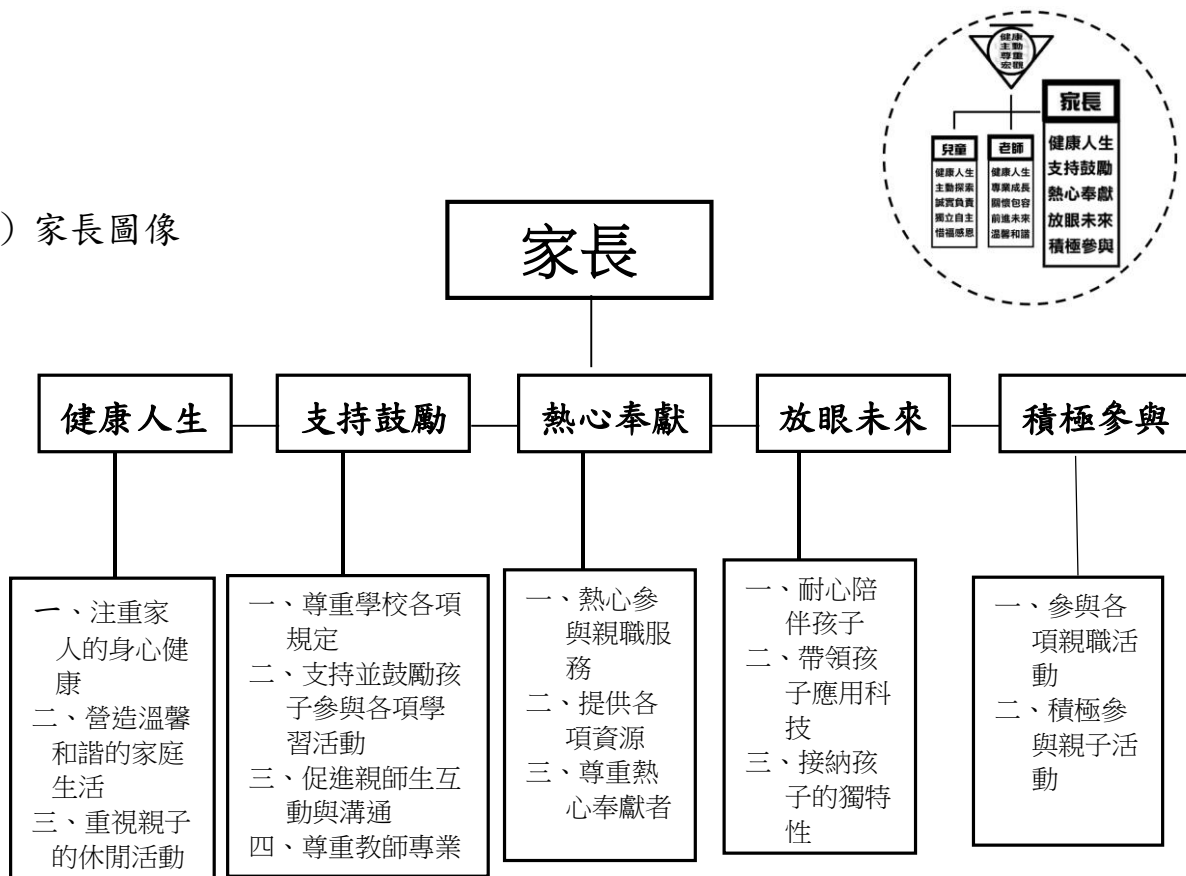 健康
主動
尊重
宏觀
家長
健康人生
支持鼓勵
熱心奉獻
放眼未來
積極參與
兒童
健康人生
主動探索
誠實負責
獨立自主
惜福感恩
老師
健康人生
專業成長
關懷包容
前進未來
溫馨和諧
）家長圖像
家長
健康人生
支持鼓勵
熱心奉獻
放眼未來
積極參與
一、注重家
人的身心健
康
二、營造溫馨
和諧的家庭
生活
三、重視親子
的休閒活動
一、尊重學校各項
規定
二、支持並鼓勵孩
子參與各項學
習活動
三、促進親師生互
動與溝通
四、尊重教師專業
一、熱心參
與親職服
務
二、提供各
項資源
三、尊重熱
心奉獻者
一、耐心陪
伴孩子
二、帶領孩
子應用科
技
三、接納孩
子的獨特
性
一、參與各
項親職活
動
二、積極參
與親子活
動